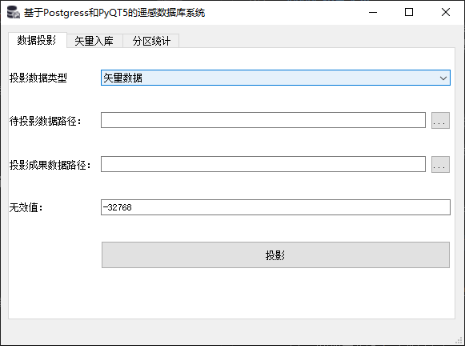 基于Postgress和PyQT5的遥感数据库系统
数据投影 矢量入库 分区统计
投影数据类型 矢量数据
待投影数据路径： ...
投影成果数据路径： ...
无效值： -32768
投影